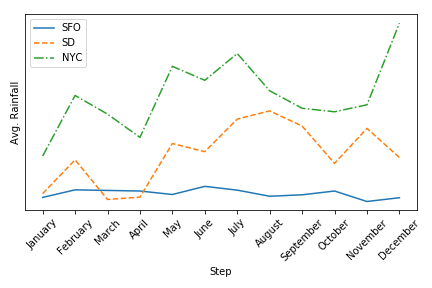 SFO
SD
NYC
Avg. Rainfall
January
February
March
April
May
June
July
August
September
October
November
December
Step